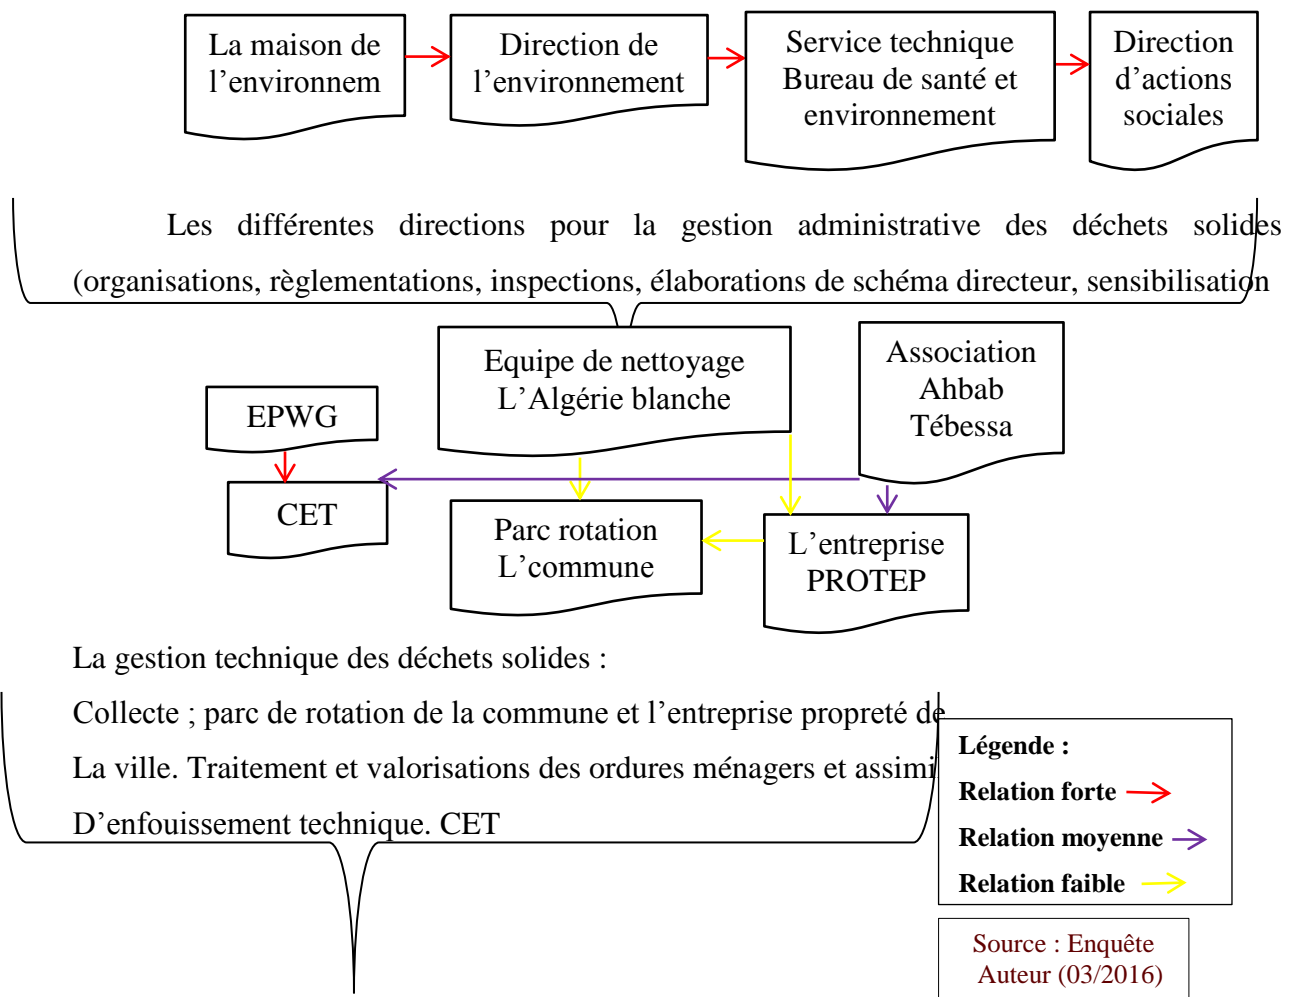 La maison de
l’environnem
Direction de
l’environnement
Service technique
Bureau de santé et
environnement
Direction
d’actions
sociales
Les différentes directions pour la gestion administrative des déchets solides
(organisations, règlementations, inspections, élaborations de schéma directeur, sensibilisation
Equipe de nettoyage
L’Algérie blanche
Association
Ahbab
Tébessa
EPWG
CET
Parc rotation
L’commune
L’entreprise
PROTEP
La gestion technique des déchets solides :
Collecte ; parc de rotation de la commune et l’entreprise propreté de
La ville. Traitement et valorisations des ordures ménagers et assimi
D’enfouissement technique. CET
Légende :
Relation forte
Relation moyenne
Relation faible
Source : Enquête
Auteur (03/2016)